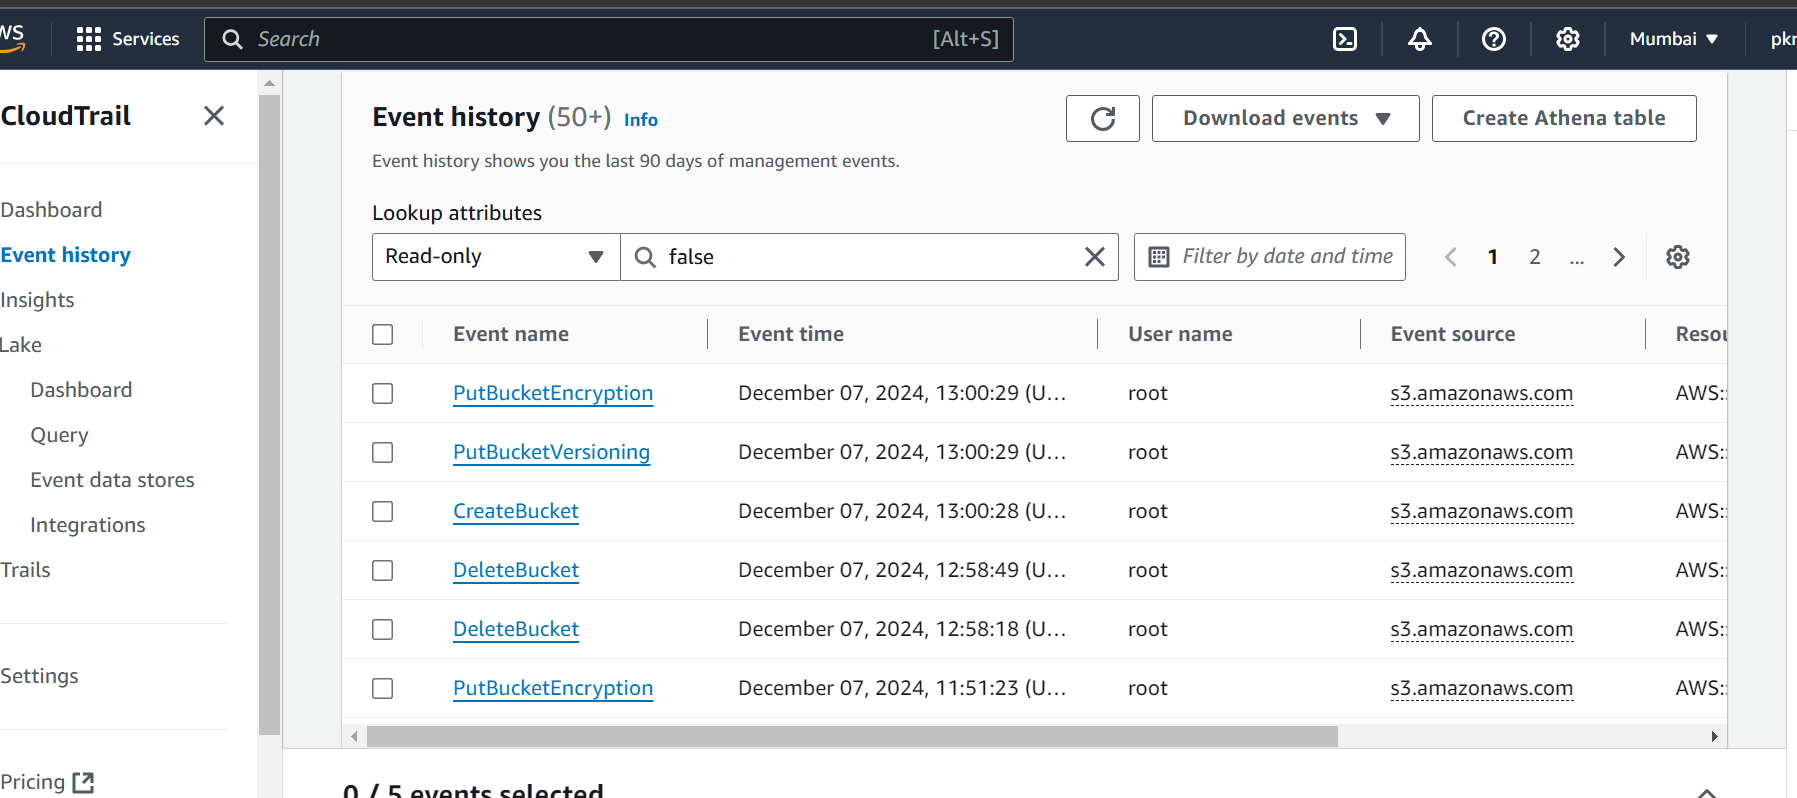 Services
Search
[Alt+S]
Mumbai
CloudTrail
Dashboard
Event history
Insights
Lake
Dashboard
Query
Event data stores
Integrations
Trails
Settings
Pricing
Event history (50+) Info
Download events
Create Athena table
Event history shows you the last 90 days of management events.
Lookup attributes
Read-only
false
Filter by date and time
1 2 ...
Event name Event time User name Event source
PutBucketEncryption December 07, 2024, 13:00:29 (U... root s3.amazonaws.com AWS::
PutBucketVersioning December 07, 2024, 13:00:29 (U... root s3.amazonaws.com AWS::
CreateBucket December 07, 2024, 13:00:28 (U... root s3.amazonaws.com AWS::
DeleteBucket December 07, 2024, 12:58:49 (U... root s3.amazonaws.com AWS::
DeleteBucket December 07, 2024, 12:58:18 (U... root s3.amazonaws.com AWS::
PutBucketEncryption December 07, 2024, 11:51:23 (U... root s3.amazonaws.com AWS::
0 / 5 events selected